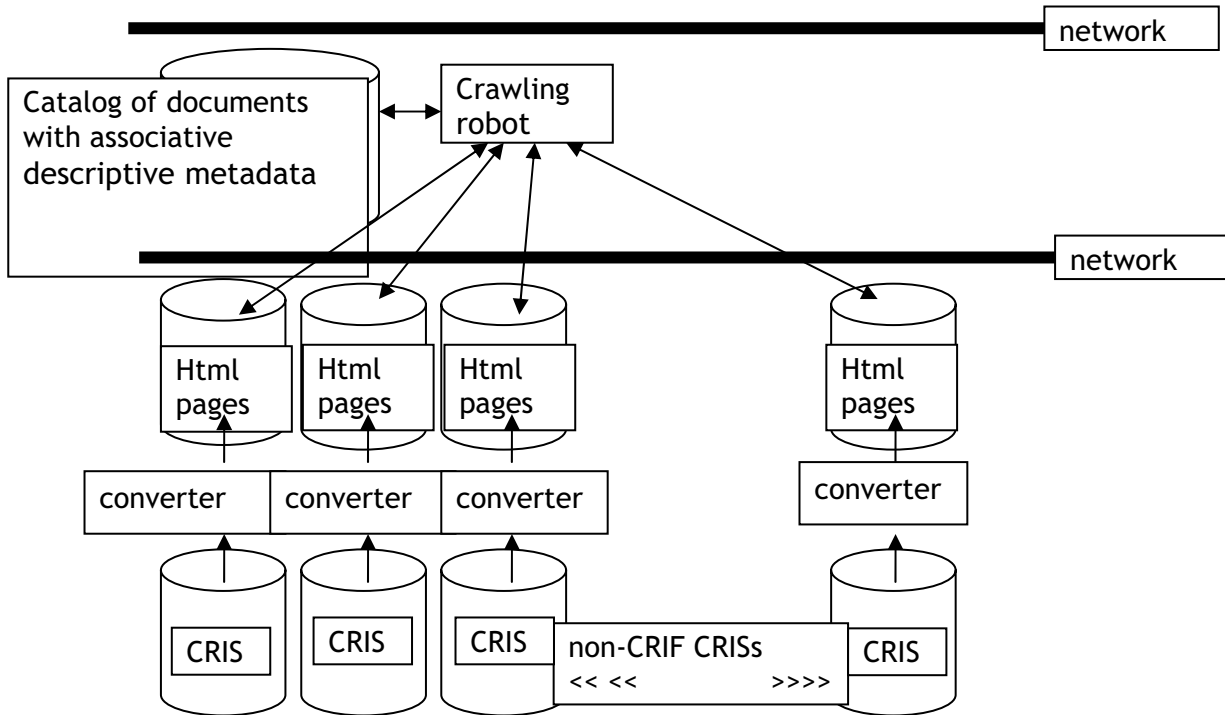 network
Catalog of documents
with associative
descriptive metadata
Crawling
robot
network
Html
pages
Html
pages
Html
pages
Html
pages
converter
converter
converter
converter
CRIS
CRIS
CRIS
non-CRIF CRISs
<< << >>>>
CRIS